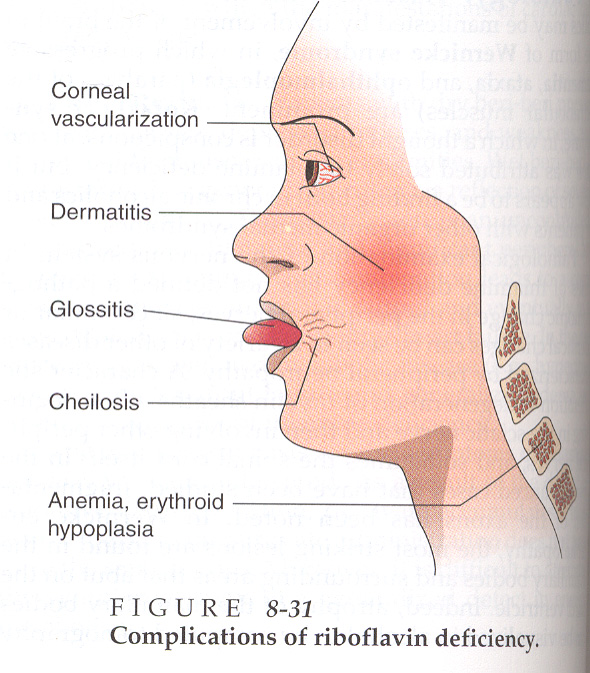 Corneal
vascularization
Dermatitis
Glossitis
Cheilosis
Anemia, erythroid
hypoplasia
FIGURE 8-31
Complications of riboflavin deficiency.